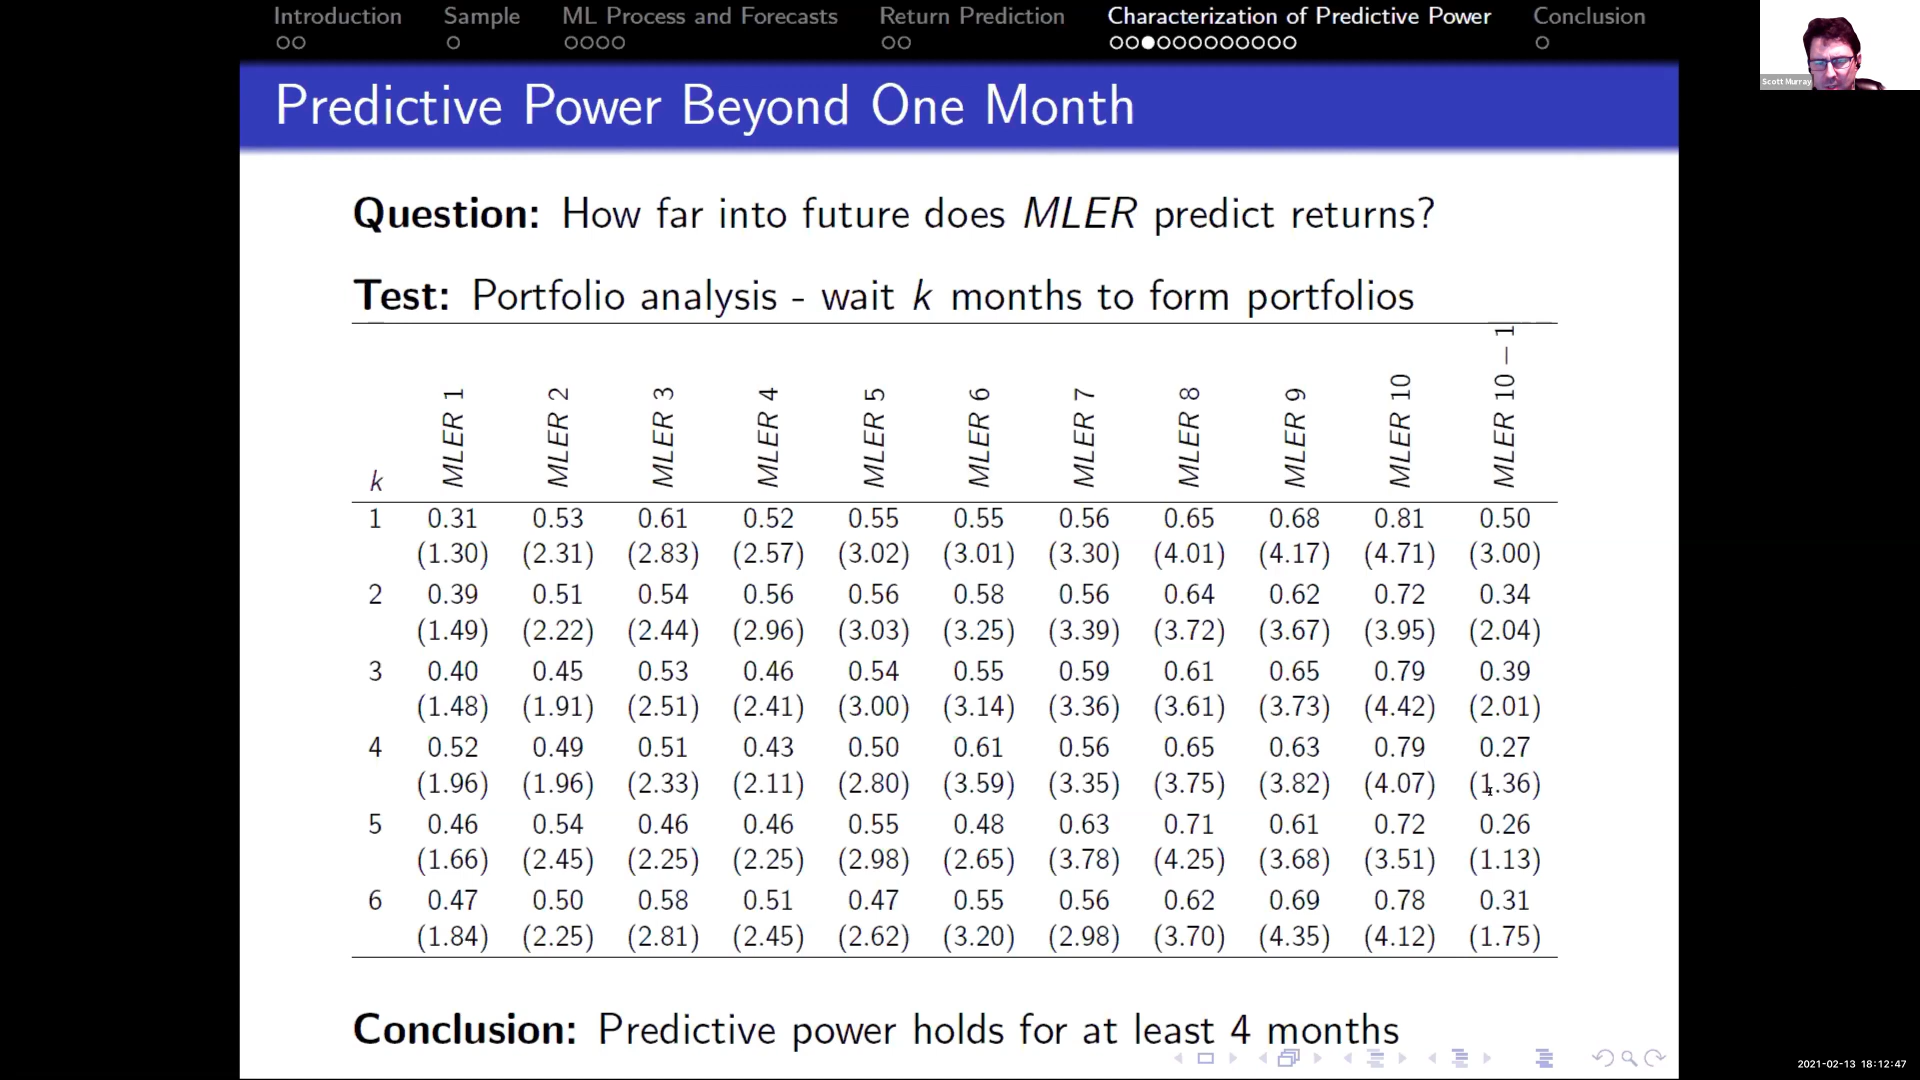 Introduction Sample ML Process and Forecasts Return Prediction Characterization of Predictive Power Conclusion
Scott Murray
Predictive Power Beyond One Month
Question: How far into future does MLER predict returns?
Test: Portfolio analysis - wait k months to form portfolios
k MLER 1 MLER 2 MLER 3 MLER 4 MLER 5 MLER 6 MLER 7 MLER 8 MLER 9 MLER 10 MLER 10 − 1
1 0.31 0.53 0.61 0.52 0.55 0.55 0.56 0.65 0.68 0.81 0.50
(1.30) (2.31) (2.83) (2.57) (3.02) (3.01) (3.30) (4.01) (4.17) (4.71) (3.00)
2 0.39 0.51 0.54 0.56 0.56 0.58 0.56 0.64 0.62 0.72 0.34
(1.49) (2.22) (2.44) (2.96) (3.03) (3.25) (3.39) (3.72) (3.67) (3.95) (2.04)
3 0.40 0.45 0.53 0.46 0.54 0.55 0.59 0.61 0.65 0.79 0.39
(1.48) (1.91) (2.51) (2.41) (3.00) (3.14) (3.36) (3.61) (3.73) (4.42) (2.01)
4 0.52 0.49 0.51 0.43 0.50 0.61 0.56 0.65 0.63 0.79 0.27
(1.96) (1.96) (2.33) (2.11) (2.80) (3.59) (3.35) (3.75) (3.82) (4.07) (1.36)
5 0.46 0.54 0.46 0.46 0.55 0.48 0.63 0.71 0.61 0.72 0.26
(1.66) (2.45) (2.25) (2.25) (2.98) (2.65) (3.78) (4.25) (3.68) (3.51) (1.13)
6 0.47 0.50 0.58 0.51 0.47 0.55 0.56 0.62 0.69 0.78 0.31
(1.84) (2.25) (2.81) (2.45) (2.62) (3.20) (2.98) (3.70) (4.35) (4.12) (1.75)
Conclusion: Predictive power holds for at least 4 months
2021-02-13 18:12:47